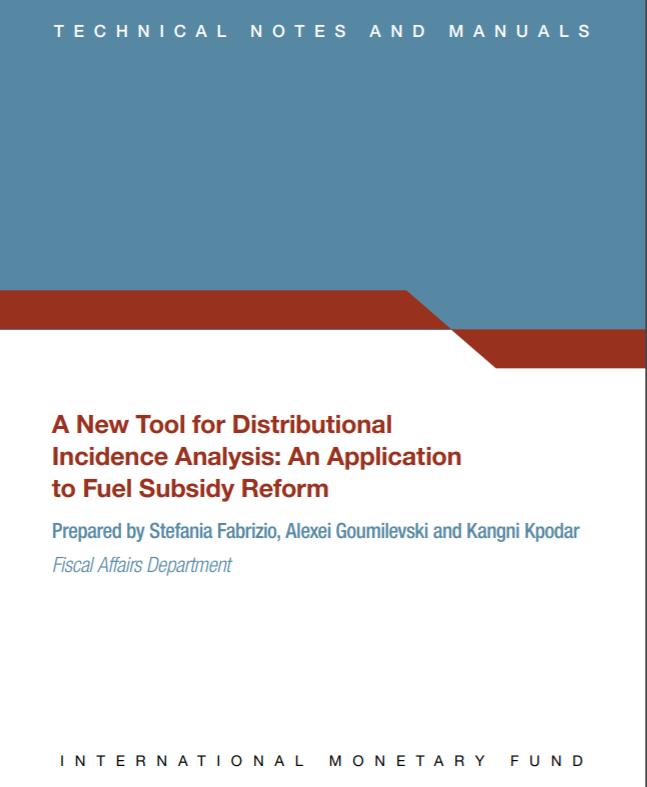 TECHNICAL NOTES AND MANUALS
A New Tool for Distributional
Incidence Analysis: An Application
to Fuel Subsidy Reform
Prepared by Stefania Fabrizio, Alexei Goumilevski and Kangni Kpodar
Fiscal Affairs Department
INTERNATIONAL MONETARY FUND